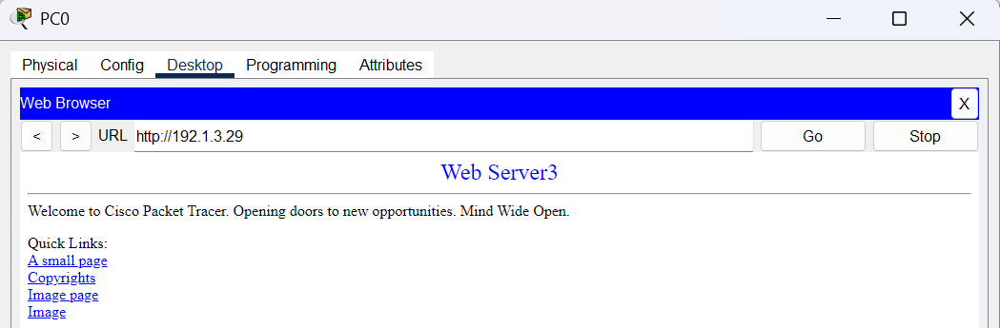 PC0
Physical Config Desktop Programming Attributes
Web Browser X
< > URL http://192.1.3.29 Go Stop
Web Server3
Welcome to Cisco Packet Tracer. Opening doors to new opportunities. Mind Wide Open.
Quick Links:
A small page
Copyrights
Image page
Image